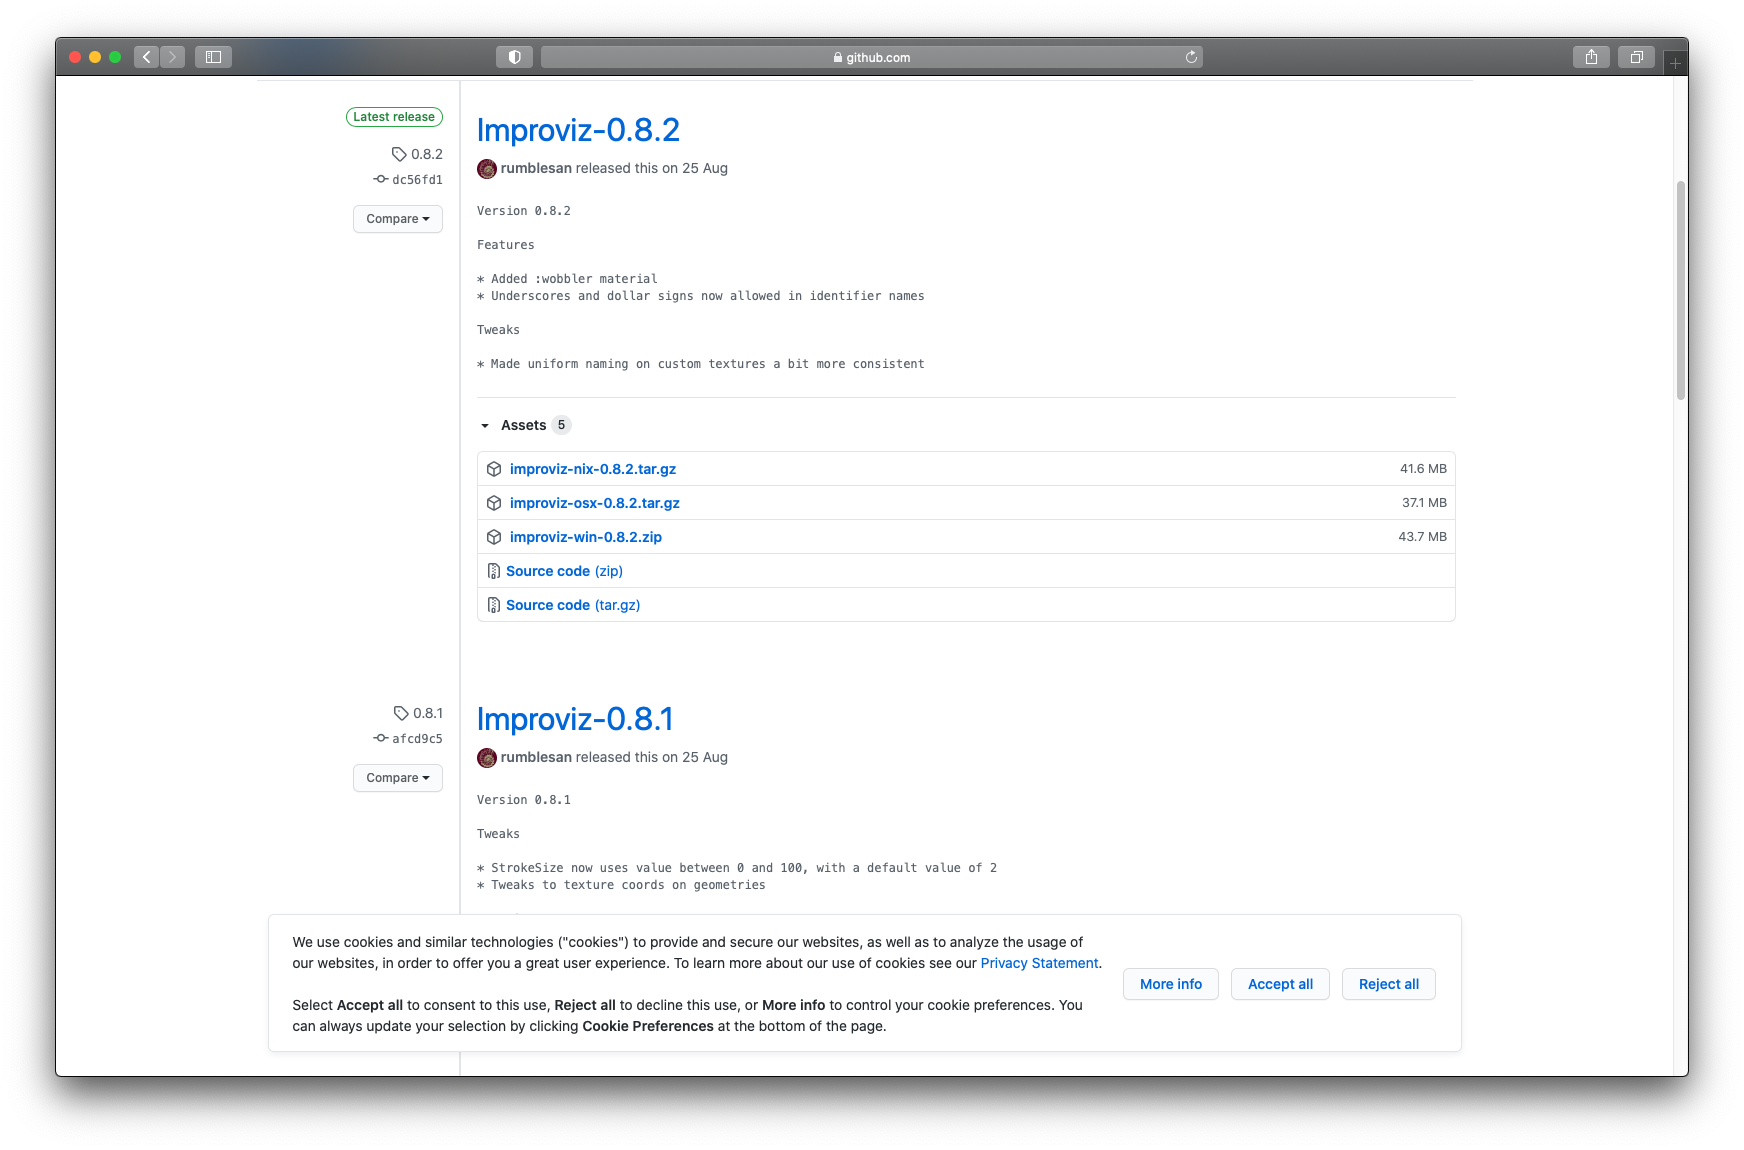 github.com
Latest release
0.8.2
dc56fd1
Compare
Improviz-0.8.2
rumblesan released this on 25 Aug
Version 0.8.2
Features
* Added :wobbler material
* Underscores and dollar signs now allowed in identifier names
Tweaks
* Made uniform naming on custom textures a bit more consistent
Assets 5
improviz-nix-0.8.2.tar.gz 41.6 MB
improviz-osx-0.8.2.tar.gz 37.1 MB
improviz-win-0.8.2.zip 43.7 MB
Source code (zip)
Source code (tar.gz)
0.8.1
afcd9c5
Compare
Improviz-0.8.1
rumblesan released this on 25 Aug
Version 0.8.1
Tweaks
* StrokeSize now uses value between 0 and 100, with a default value of 2
* Tweaks to texture coords on geometries
We use cookies and similar technologies ("cookies") to provide and secure our websites, as well as to analyze the usage of
our websites, in order to offer you a great user experience. To learn more about our use of cookies see our Privacy Statement.
Select Accept all to consent to this use, Reject all to decline this use, or More info to control your cookie preferences. You
can always update your selection by clicking Cookie Preferences at the bottom of the page.
More info
Accept all
Reject all